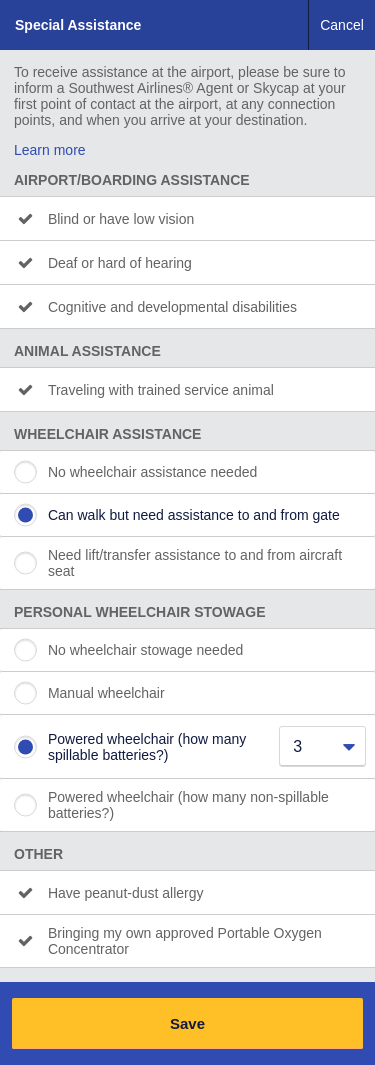 Special Assistance
Cancel
To receive assistance at the airport, please be sure to
inform a Southwest Airlines® Agent or Skycap at your
first point of contact at the airport, at any connection
points, and when you arrive at your destination.
Learn more
AIRPORT/BOARDING ASSISTANCE
Blind or have low vision
Deaf or hard of hearing
Cognitive and developmental disabilities
ANIMAL ASSISTANCE
Traveling with trained service animal
WHEELCHAIR ASSISTANCE
No wheelchair assistance needed
Can walk but need assistance to and from gate
Need lift/transfer assistance to and from aircraft
seat
PERSONAL WHEELCHAIR STOWAGE
No wheelchair stowage needed
Manual wheelchair
Powered wheelchair (how many
spillable batteries?)
3
Powered wheelchair (how many non-spillable
batteries?)
OTHER
Have peanut-dust allergy
Bringing my own approved Portable Oxygen
Concentrator
Save